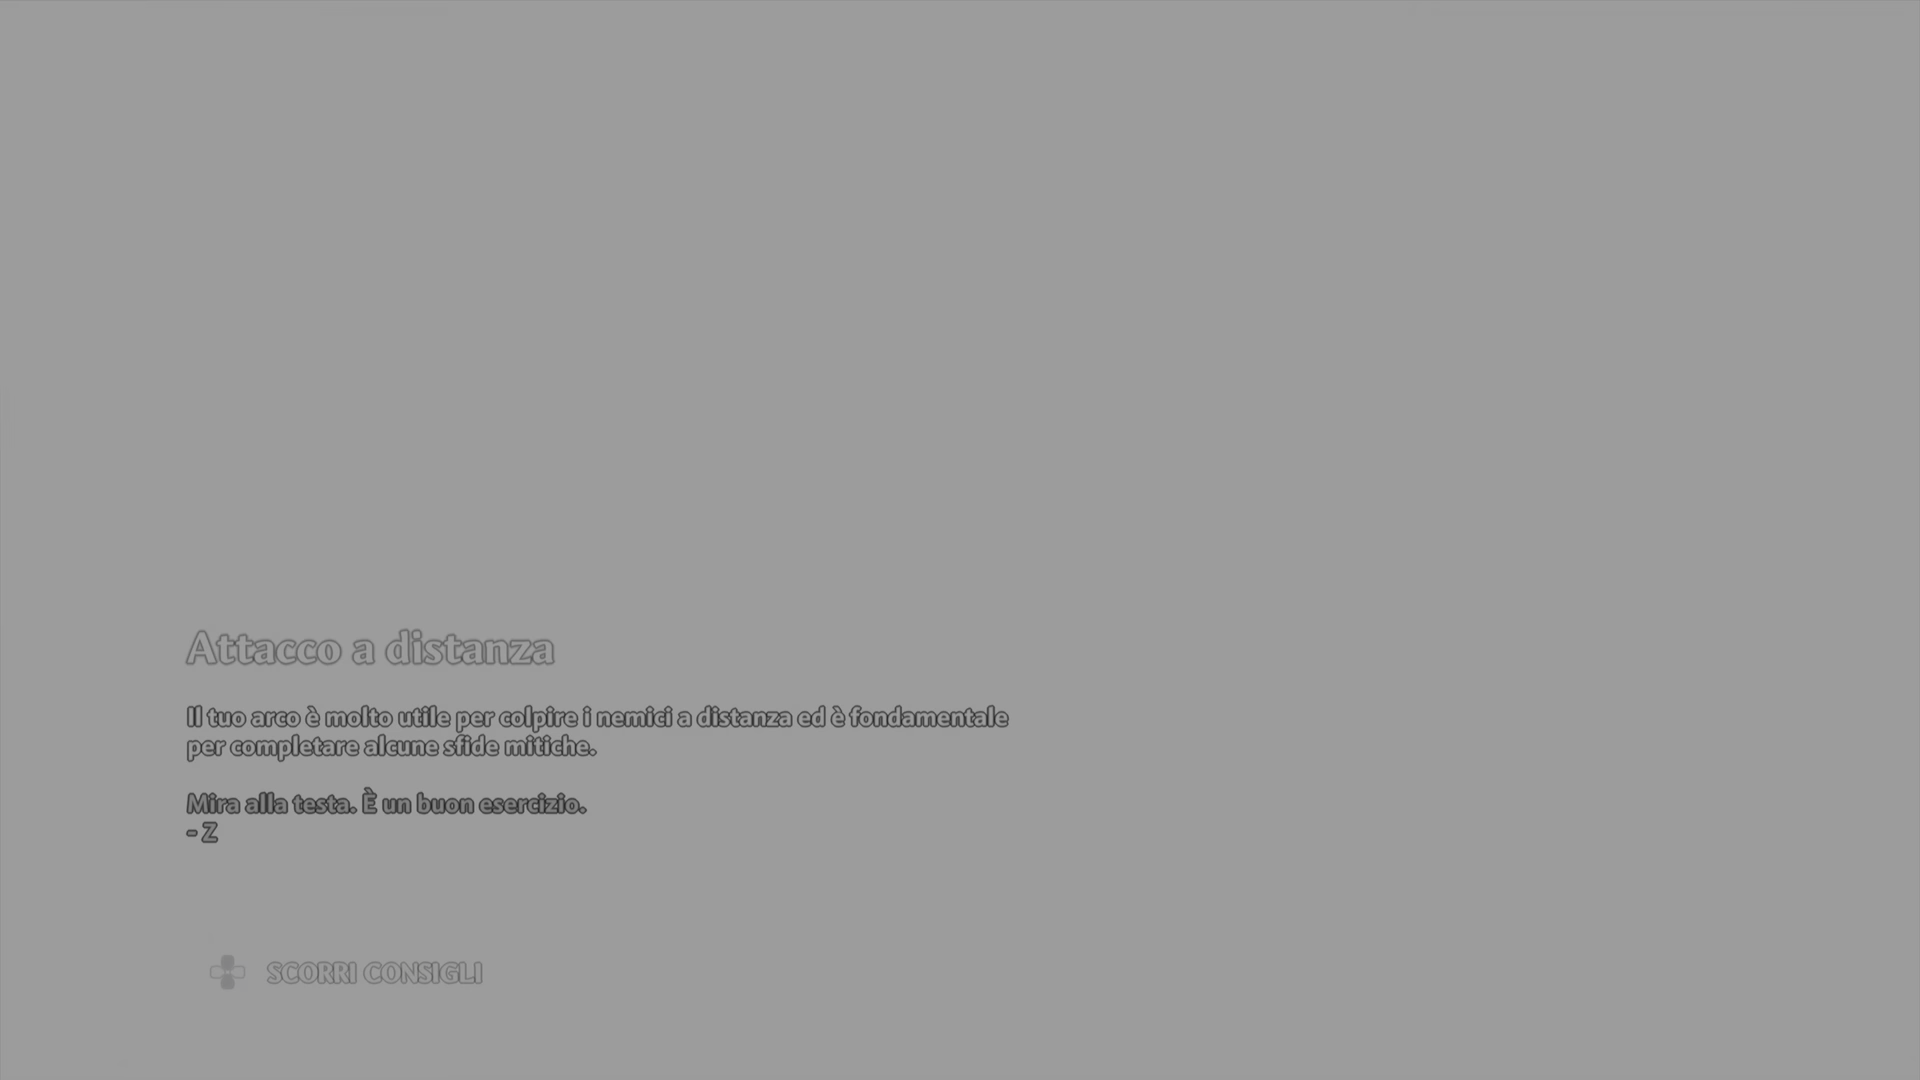 Attacco a distanza
Il tuo arco è molto utile per colpire i nemici a distanza ed è fondamentale
per completare alcune sfide mitiche.
Mira alla testa. È un buon esercizio.
- Z
SCORRI CONSIGLI